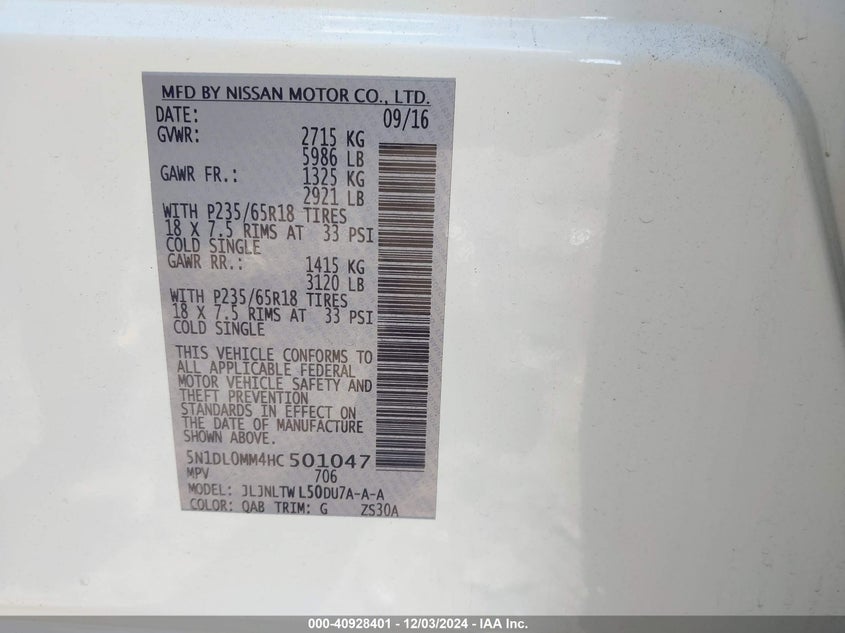 MFD BY NISSAN MOTOR CO., LTD.
DATE: 09/16
GVWR: 2715 KG
5986 LB
GAWR FR.: 1325 KG
2921 LB
WITH P235/65R18 TIRES
18 X 7.5 RIMS AT 33 PSI
COLD SINGLE
GAWR RR.: 1415 KG
3120 LB
WITH P235/65R18 TIRES
18 X 7.5 RIMS AT 33 PSI
COLD SINGLE
THIS VEHICLE CONFORMS TO
ALL APPLICABLE FEDERAL
MOTOR VEHICLE SAFETY AND
THEFT PREVENTION
STANDARDS IN EFFECT ON
THE DATE OF MANUFACTURE
SHOWN ABOVE.
5N1DL0MM4HC 501047
MPV 706
MODEL: JLJNLTW L50DU7A-A-A
COLOR: QAB TRIM: G ZS30A
000-40928401 - 12/03/2024 - IAA Inc.